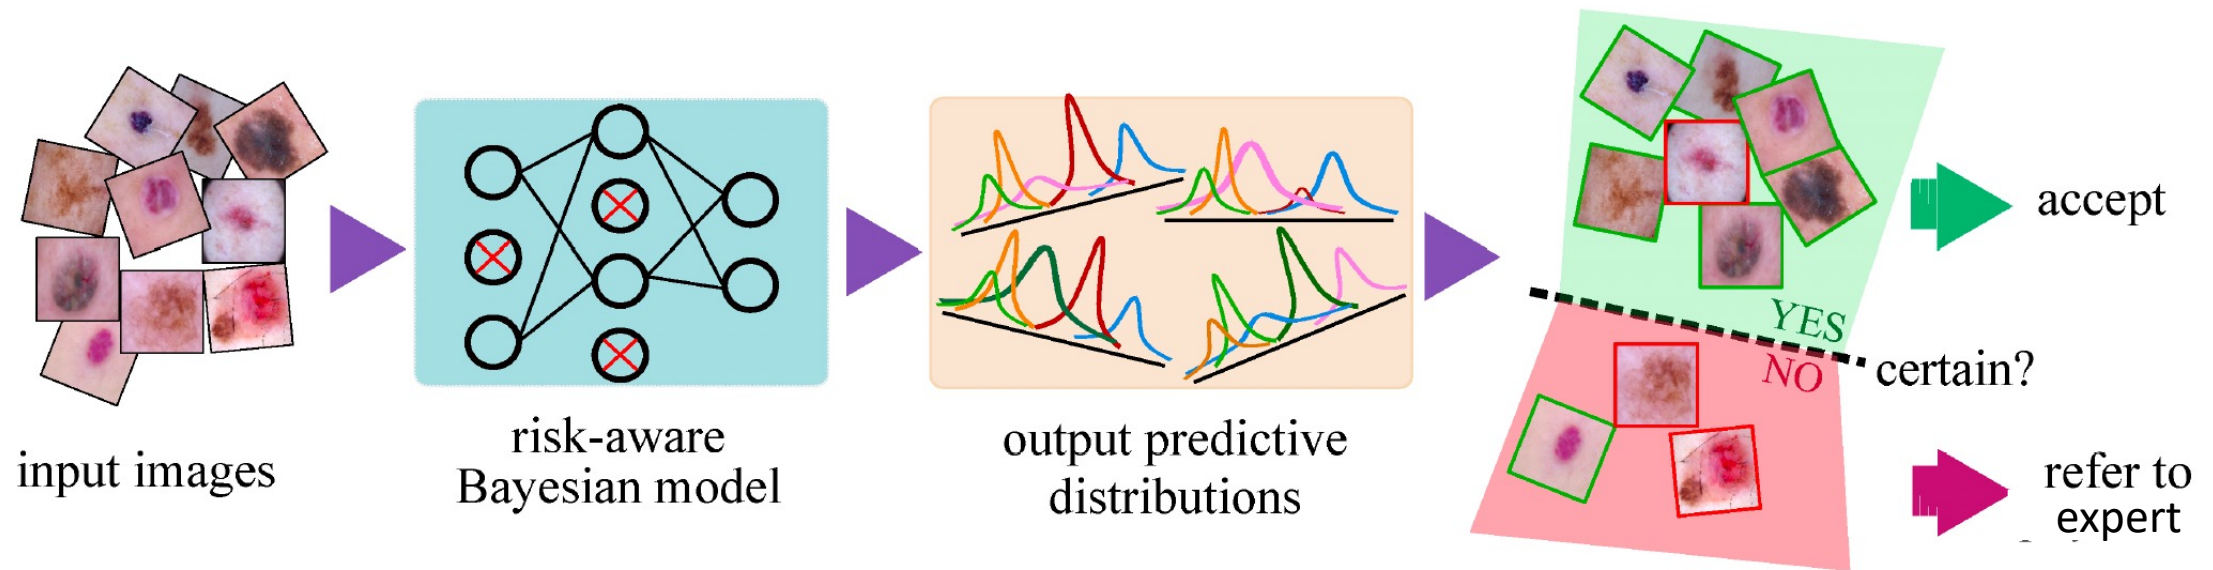 input images
risk-aware
Bayesian model
output predictive
distributions
YES
NO
certain?
accept
refer to
expert